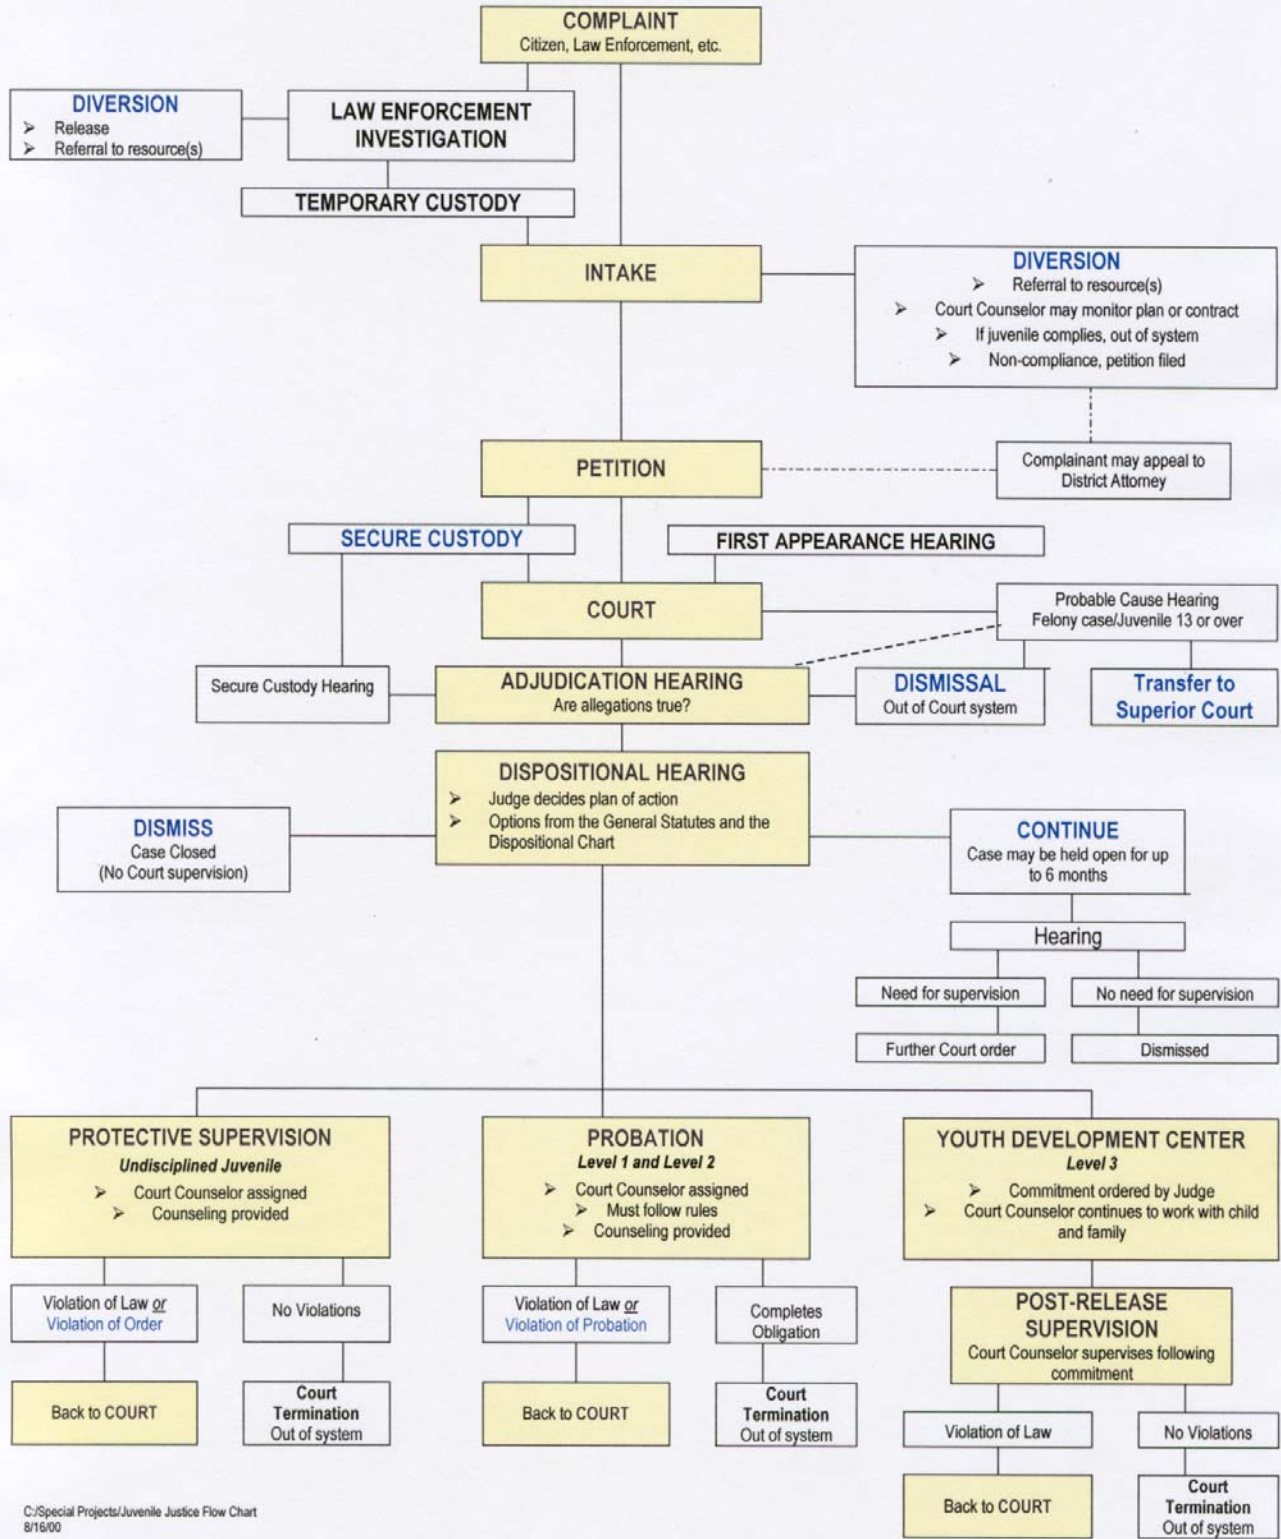 COMPLAINT
Citizen, Law Enforcement, etc.
DIVERSION
➢ Release
➢ Referral to resource(s)
LAW ENFORCEMENT
INVESTIGATION
TEMPORARY CUSTODY
INTAKE
DIVERSION
➢ Referral to resource(s)
➢ Court Counselor may monitor plan or contract
➢ If juvenile complies, out of system
➢ Non-compliance, petition filed
PETITION
Complainant may appeal to
District Attorney
SECURE CUSTODY
FIRST APPEARANCE HEARING
COURT
Probable Cause Hearing
Felony case/Juvenile 13 or over
Secure Custody Hearing
ADJUDICATION HEARING
Are allegations true?
DISMISSAL
Out of Court system
Transfer to
Superior Court
DISPOSITIONAL HEARING
➢ Judge decides plan of action
➢ Options from the General Statutes and the
Dispositional Chart
DISMISS
Case Closed
(No Court supervision)
CONTINUE
Case may be held open for up
to 6 months
Hearing
Need for supervision
No need for supervision
Further Court order
Dismissed
PROTECTIVE SUPERVISION
Undisciplined Juvenile
➢ Court Counselor assigned
➢ Counseling provided
PROBATION
Level 1 and Level 2
➢ Court Counselor assigned
➢ Must follow rules
➢ Counseling provided
YOUTH DEVELOPMENT CENTER
Level 3
➢ Commitment ordered by Judge
➢ Court Counselor continues to work with child
and family
Violation of Law or
Violation of Order
No Violations
Violation of Law or
Violation of Probation
Completes
Obligation
POST-RELEASE
SUPERVISION
Court Counselor supervises following
commitment
Back to COURT
Court
Termination
Out of system
Back to COURT
Court
Termination
Out of system
Violation of Law
No Violations
Back to COURT
Court
Termination
Out of system
C:/Special Projects/Juvenile Justice Flow Chart
8/16/00